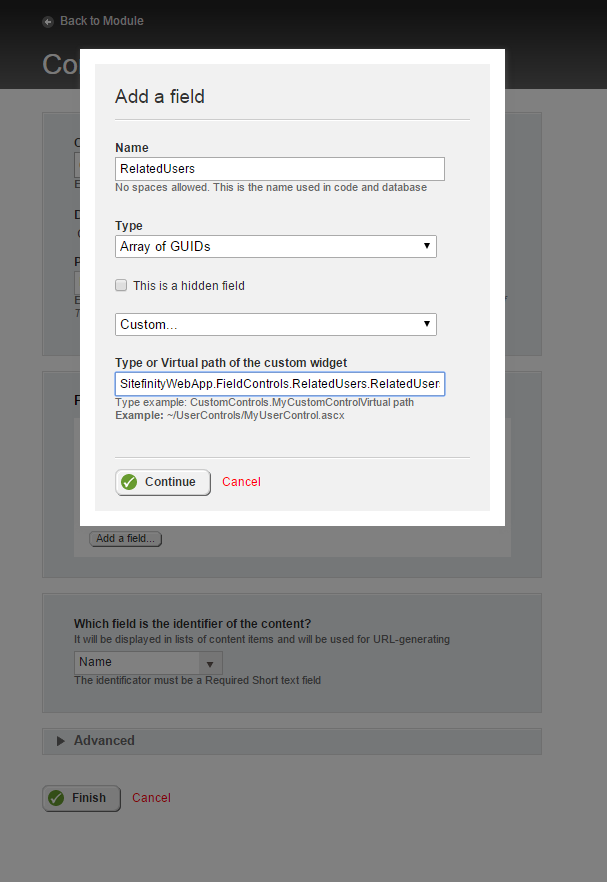 Back to Module
Co
Add a field
Name
RelatedUsers
No spaces allowed. This is the name used in code and database
Type
Array of GUIDs
This is a hidden field
Custom...
Type or Virtual path of the custom widget
SitefinityWebApp.FieldControls.RelatedUsers.RelatedUser
Type example: CustomControls.MyCustomControlVirtual path
Example: ~/UserControls/MyUserControl.ascx
Continue
Cancel
Add a field...
Which field is the identifier of the content?
It will be displayed in lists of content items and will be used for URL-generating
Name
The identificator must be a Required Short text field
Advanced
Finish
Cancel